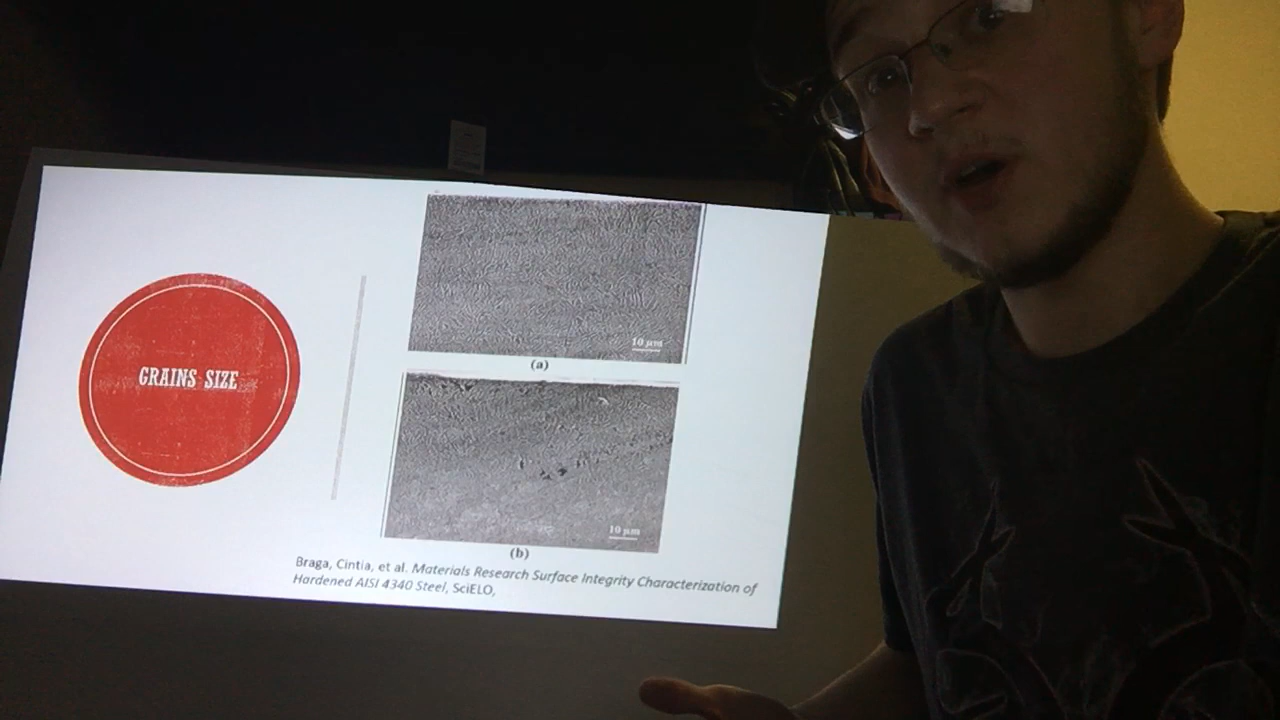 GRAINS SIZE
10 μm
(a)
10 μm
(b)
Braga, Cintia, et al. Materials Research Surface Integrity Characterization of
Hardened AISI 4340 Steel, SciELO,